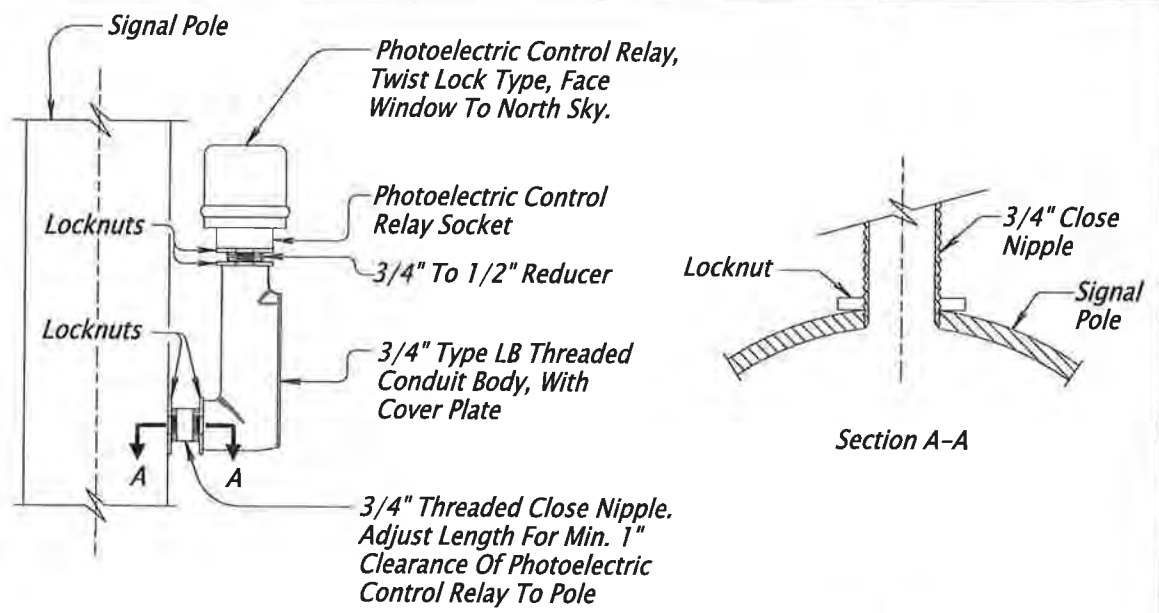 Signal Pole
Photoelectric Control Relay,
Twist Lock Type, Face
Window To North Sky.
Locknuts
Photoelectric Control
Relay Socket
3/4" To 1/2" Reducer
Locknuts
3/4" Type LB Threaded
Conduit Body, With
Cover Plate
A
A
3/4" Threaded Close Nipple.
Adjust Length For Min. 1"
Clearance Of Photoelectric
Control Relay To Pole
3/4" Close
Nipple
Locknut
Signal
Pole
Section A-A